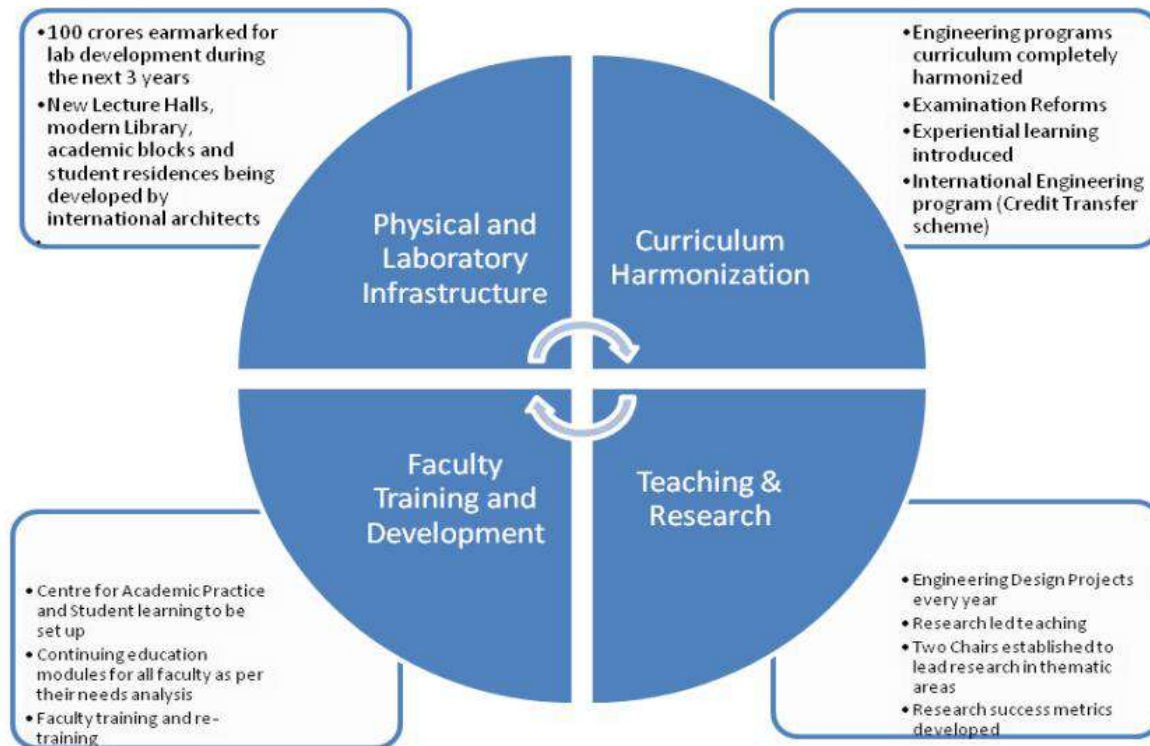 •100 crores earmarked for
lab development during
the next 3 years
•New Lecture Halls,
modern Library,
academic blocks and
student residences being
developed by
international architects
•
•Engineering programs
curriculum completely
harmonized
•Examination Reforms
•Experiential learning
introduced
•International Engineering
program (Credit Transfer
scheme)
Physical and
Laboratory
Infrastructure
Curriculum
Harmonization
Faculty
Training and
Development
Teaching &
Research
•Centre for Academic Practice
and Student learning to be
set up
•Continuing education
modules for all faculty as per
their needs analysis
•Faculty training and re-
training
•Engineering Design Projects
every year
•Research led teaching
•Two Chairs established to
lead research in thematic
areas
•Research success metrics
developed